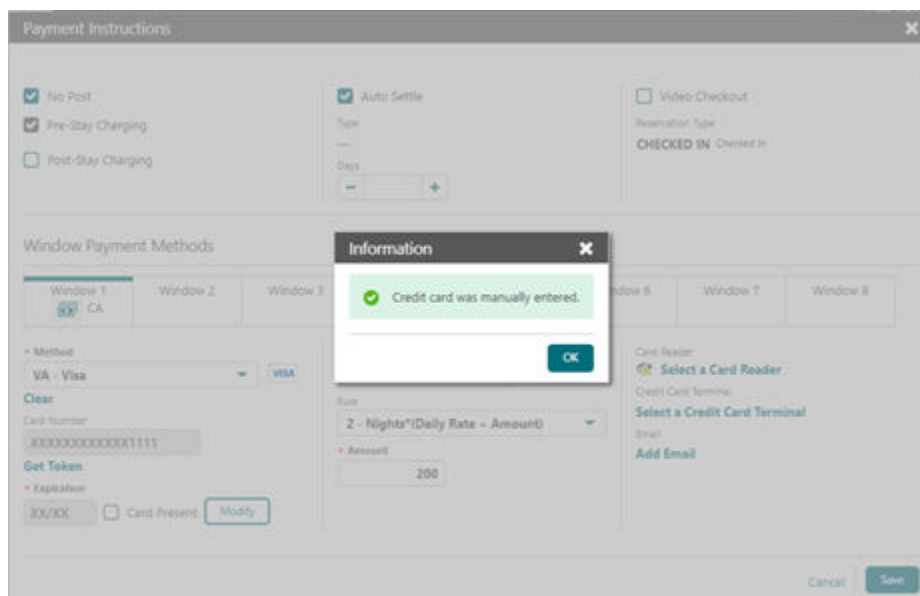 Payment Instructions
No Post
Auto Settle
Video Checkout
Pre-Stay Charging
Type
Reservation Type
—
CHECKED IN Checked In
Post-Stay Charging
Days
Window Payment Methods
Information
Window 1
Window 2
Window 3
Window 6
Window 7
Window 8
CA
Credit card was manually entered.
OK
* Method
Card Reader
VA - Visa
VISA
Select a Card Reader
Clear
Credit Card Terminal
Card Number
Rule
Select a Credit Card Terminal
XXXXXXXXXXXX1111
2 - Nights*(Daily Rate + Amount)
Email
Get Token
* Amount
Add Email
* Expiration
200
XX/XX
Card Present
Modify
Cancel
Save